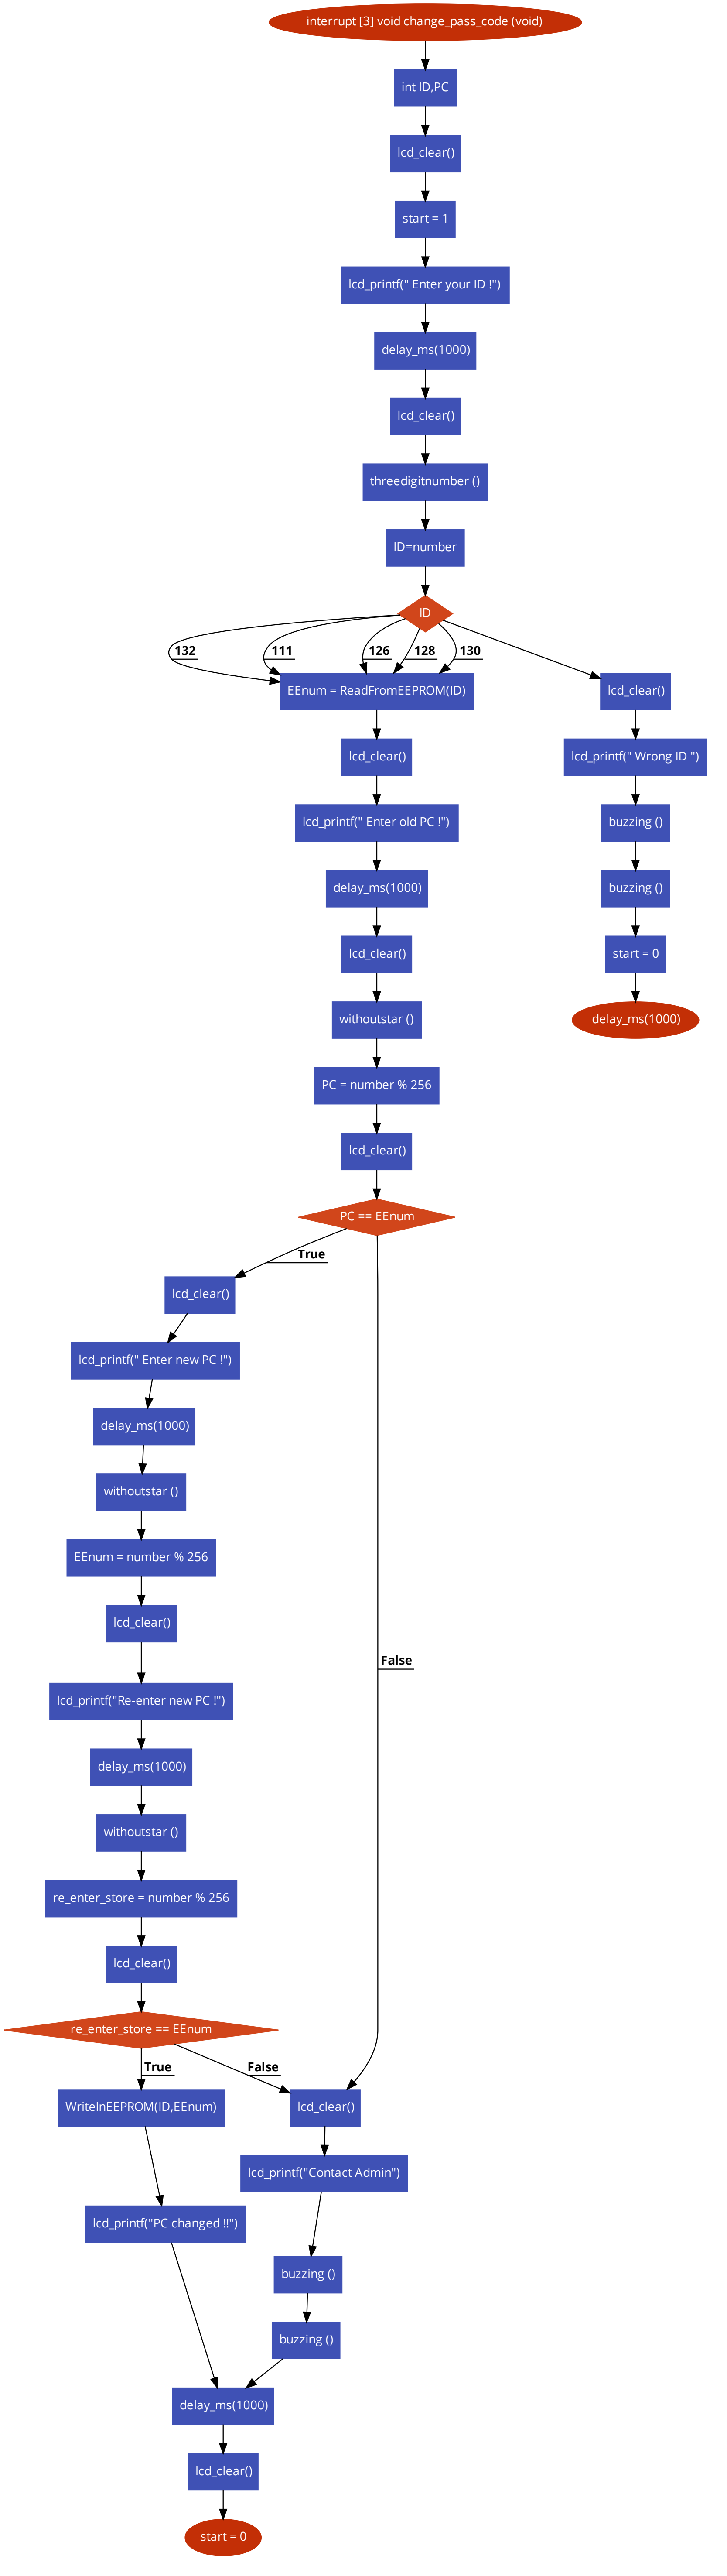 interrupt [3] void change_pass_code (void)
int ID,PC
lcd_clear()
start = 1
lcd_printf(" Enter your ID !")
delay_ms(1000)
lcd_clear()
threedigitnumber ()
ID=number
ID
132
111
126
128
130
EEnum = ReadFromEEPROM(ID)
lcd_clear()
lcd_clear()
lcd_printf(" Wrong ID ")
lcd_printf(" Enter old PC !")
buzzing ()
delay_ms(1000)
buzzing ()
lcd_clear()
start = 0
withoutstar ()
delay_ms(1000)
PC = number % 256
lcd_clear()
PC == EEnum
True
lcd_clear()
lcd_printf(" Enter new PC !")
delay_ms(1000)
withoutstar ()
EEnum = number % 256
lcd_clear()
False
lcd_printf("Re-enter new PC !")
delay_ms(1000)
withoutstar ()
re_enter_store = number % 256
lcd_clear()
re_enter_store == EEnum
True
False
WriteInEEPROM(ID,EEnum)
lcd_clear()
lcd_printf("Contact Admin")
lcd_printf("PC changed !!")
buzzing ()
buzzing ()
delay_ms(1000)
lcd_clear()
start = 0